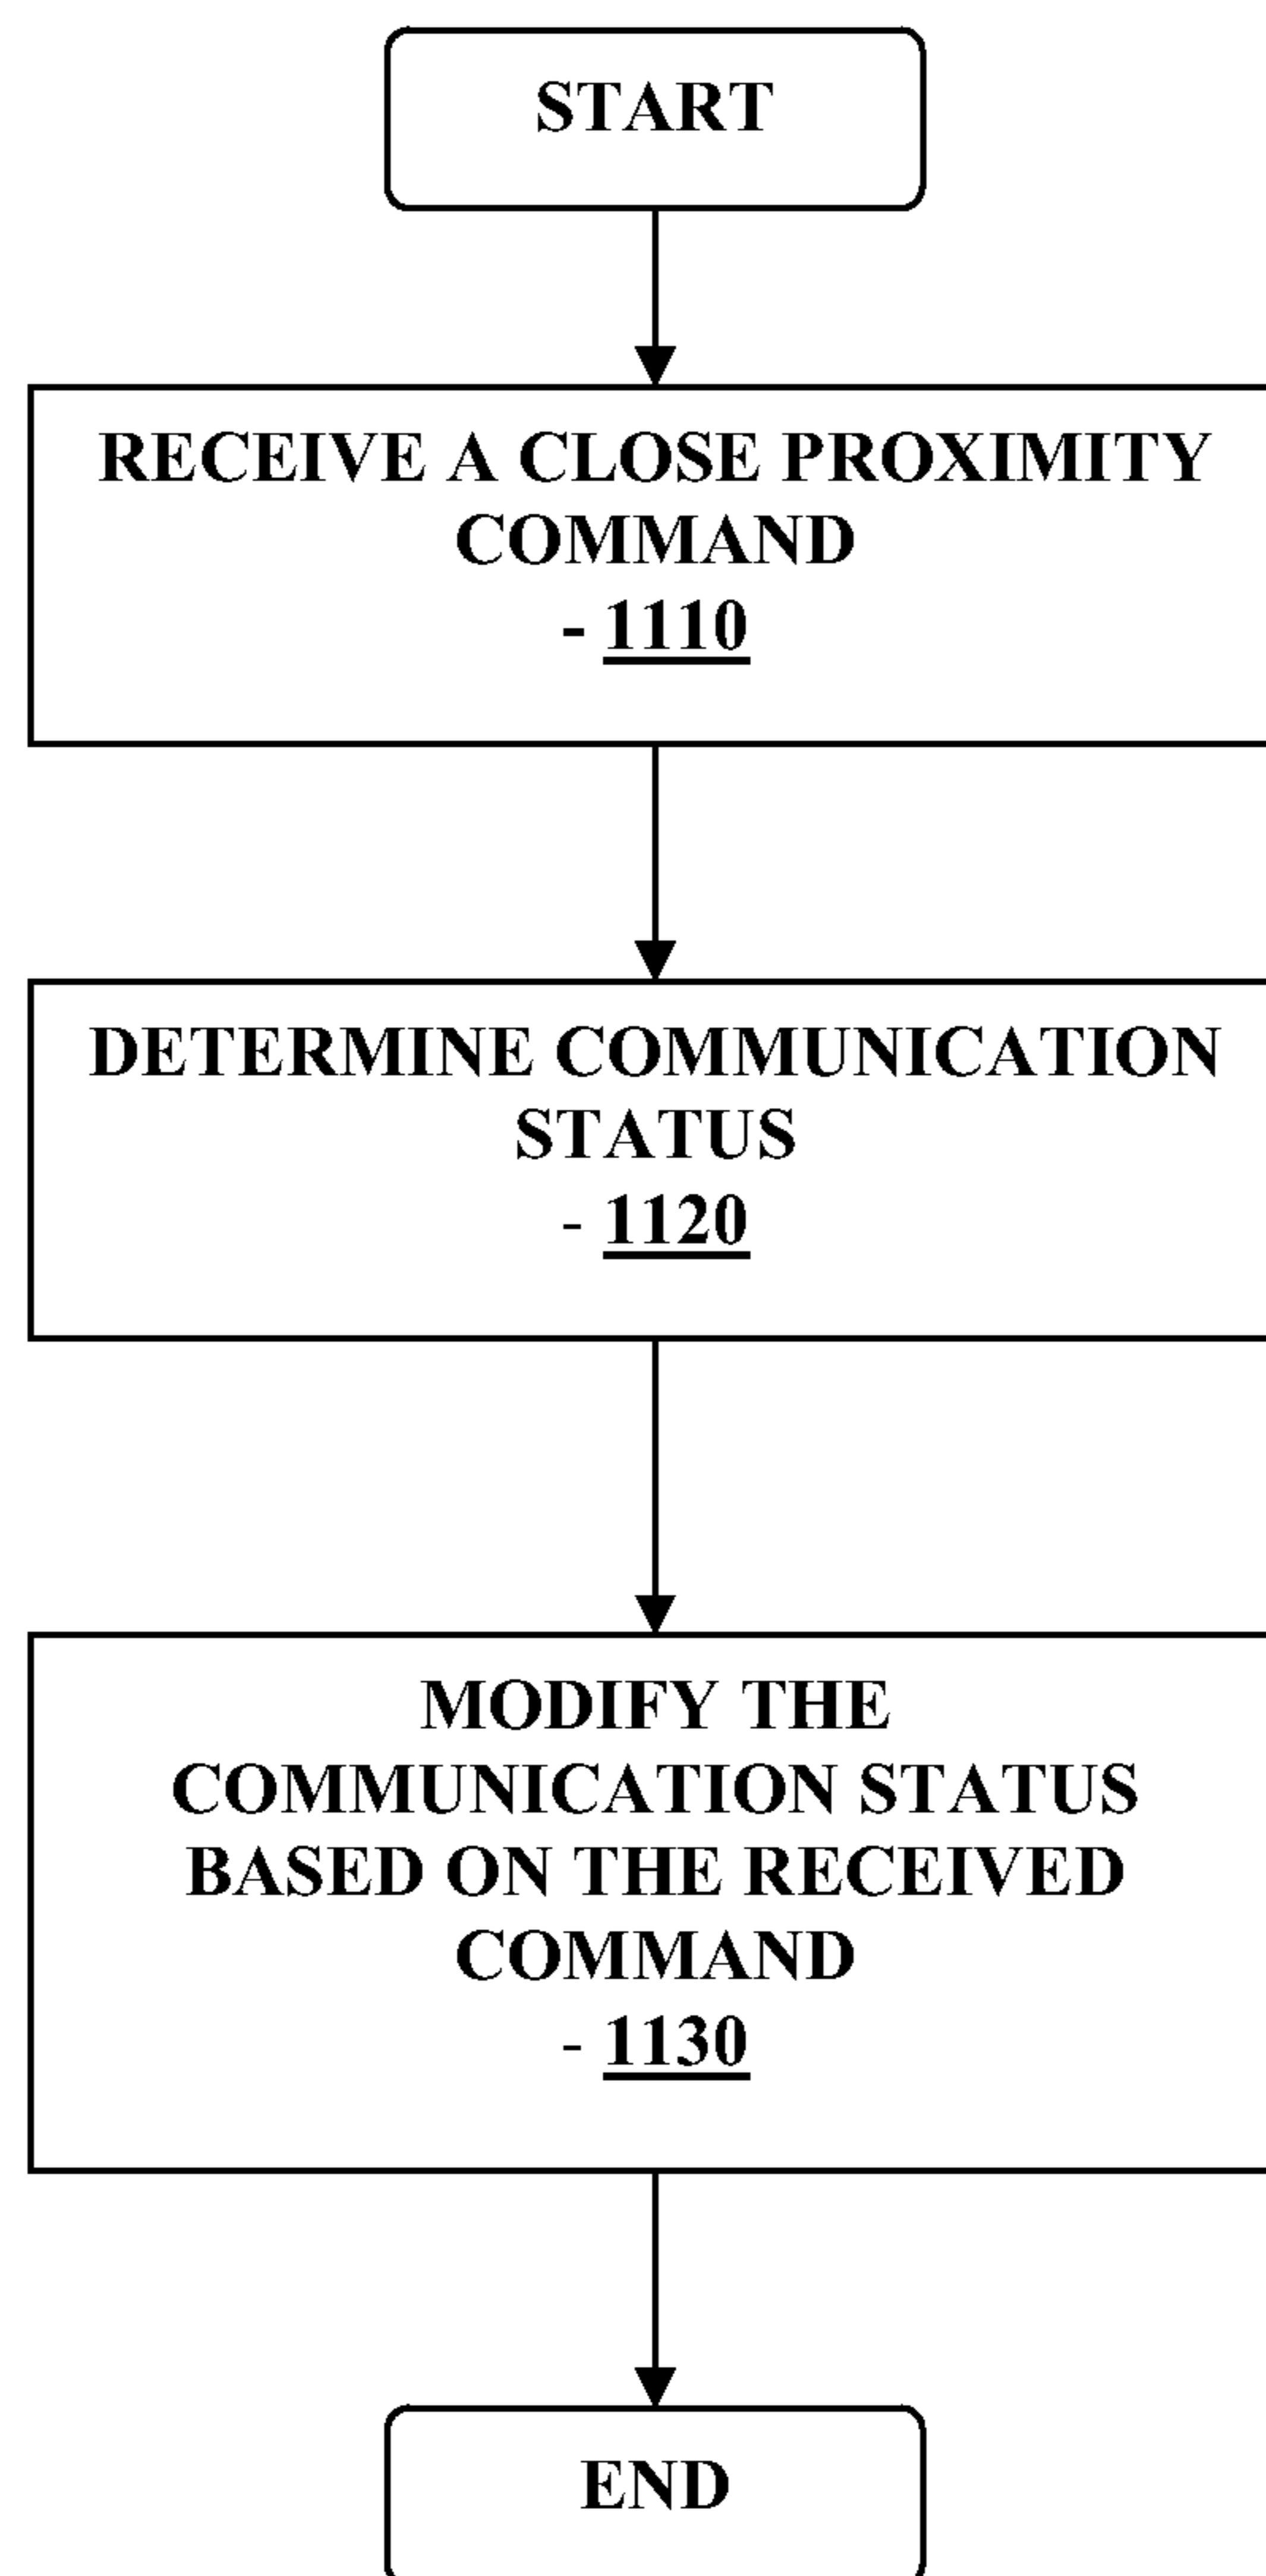 START
RECEIVE A CLOSE PROXIMITY
COMMAND
- 1110
DETERMINE COMMUNICATION
STATUS
- 1120
MODIFY THE
COMMUNICATION STATUS
BASED ON THE RECEIVED
COMMAND
- 1130
END